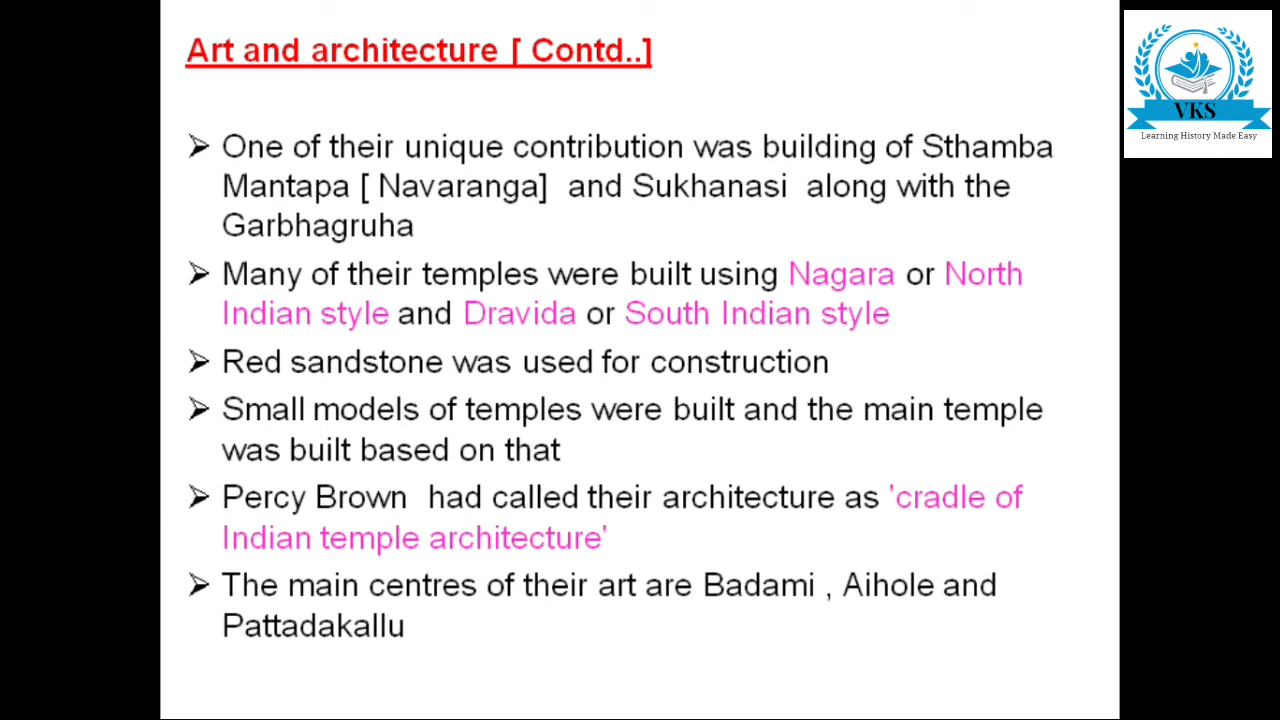 Art and architecture [ Contd..]
VKS
Learning History Made Easy
➢ One of their unique contribution was building of Sthamba
Mantapa [ Navaranga] and Sukhanasi along with the
Garbhagruha
➢ Many of their temples were built using Nagara or North
Indian style and Dravida or South Indian style
➢ Red sandstone was used for construction
➢ Small models of temples were built and the main temple
was built based on that
➢ Percy Brown had called their architecture as 'cradle of
Indian temple architecture'
➢ The main centres of their art are Badami , Aihole and
Pattadakallu